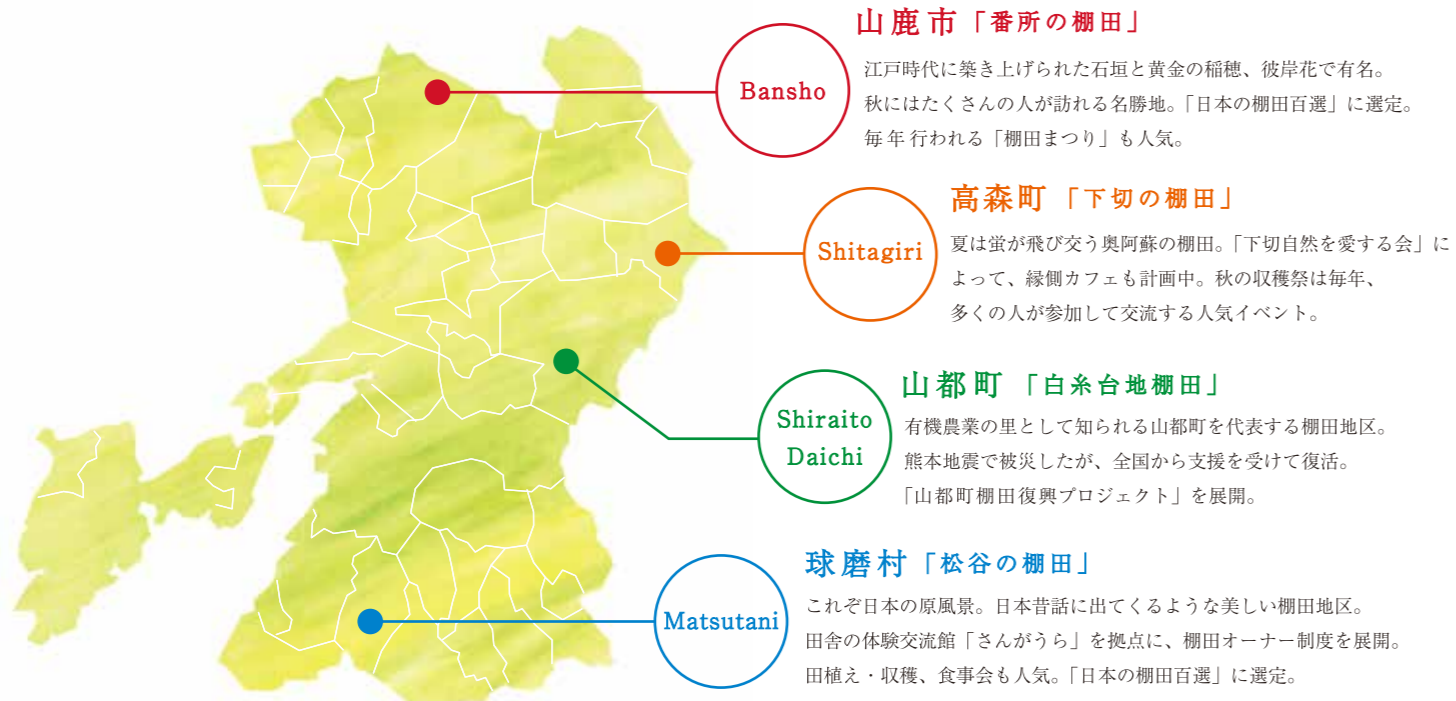 Bansho
山鹿市「番所の棚田」
江戸時代に築き上げられた石垣と黄金の稲穂、彼岸花で有名。
秋にはたくさんの人が訪れる名勝地。「日本の棚田百選」に選定。
毎年行われる「棚田まつり」も人気。
Shitagiri
高森町「下切の棚田」
夏は蛍が飛び交う奥阿蘇の棚田。「下切自然を愛する会」に
よって、縁側カフェも計画中。秋の収穫祭は毎年、
多くの人が参加して交流する人気イベント。
Shiraito
Daichi
山都町「白糸台地棚田」
有機農業の里として知られる山都町を代表する棚田地区。
熊本地震で被災したが、全国から支援を受けて復活。
「山都町棚田復興プロジェクト」を展開。
Matsutani
球磨村「松谷の棚田」
これぞ日本の原風景。日本昔話に出てくるような美しい棚田地区。
田舎の体験交流館「さんがうら」を拠点に、棚田オーナー制度を展開。
田植え・収穫、食事会も人気。「日本の棚田百選」に選定。